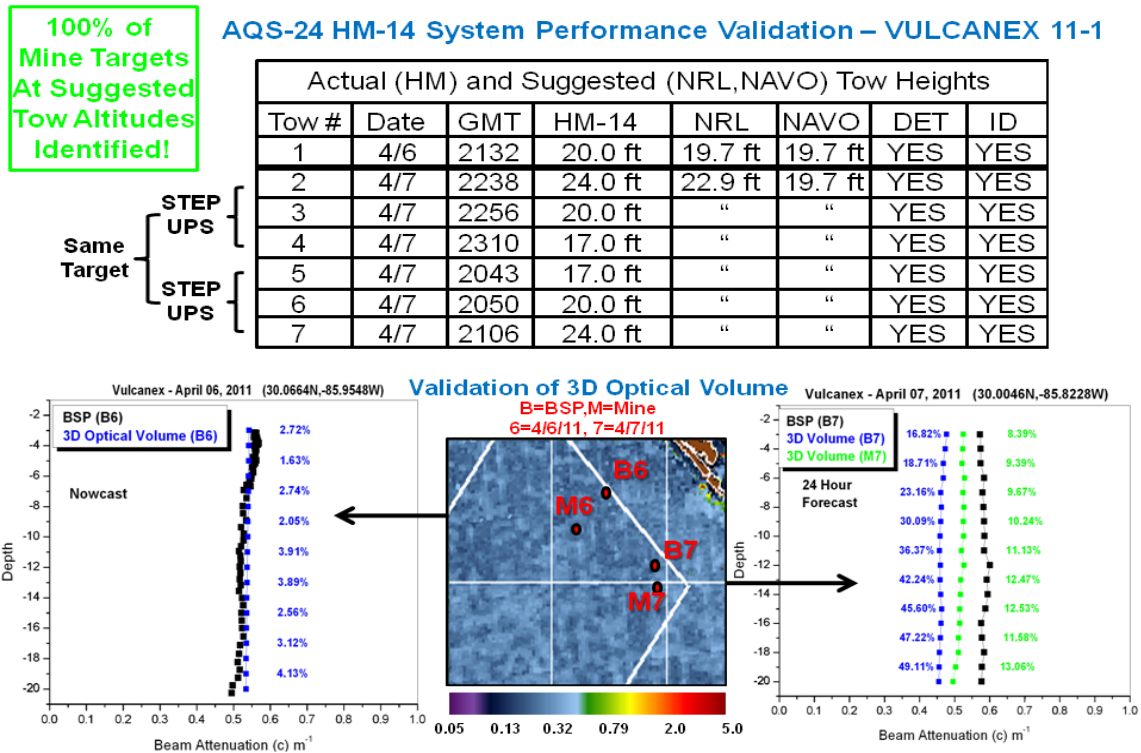 100% of
Mine Targets
At Suggested
Tow Altitudes
Identified!
AQS-24 HM-14 System Performance Validation – VULCANEX 11-1
Actual (HM) and Suggested (NRL,NAVO) Tow Heights
Tow # Date GMT HM-14 NRL NAVO DET ID
1 4/6 2132 20.0 ft 19.7 ft 19.7 ft YES YES
2 4/7 2238 24.0 ft 22.9 ft 19.7 ft YES YES
3 4/7 2256 20.0 ft “ “ YES YES
4 4/7 2310 17.0 ft “ “ YES YES
5 4/7 2043 17.0 ft “ “ YES YES
6 4/7 2050 20.0 ft “ “ YES YES
7 4/7 2106 24.0 ft “ “ YES YES
Same
Target
STEP
UPS
STEP
UPS
Validation of 3D Optical Volume
Vulcanex - April 06, 2011 (30.0664N,-85.9548W)
BSP (B6)
3D Optical Volume (B6)
Nowcast
2.72%
1.63%
2.74%
2.05%
3.91%
3.89%
2.56%
3.12%
4.13%
Depth
-2
-4
-6
-8
-10
-12
-14
-16
-18
-20
0.0 0.1 0.2 0.3 0.4 0.5 0.6 0.7 0.8 0.9 1.0
Beam Attenuation (c) m-1
B=BSP,M=Mine
6=4/6/11, 7=4/7/11
B6
M6
B7
M7
0.05 0.13 0.32 0.79 2.0 5.0
Vulcanex - April 07, 2011 (30.0046N,-85.8228W)
BSP (B7)
3D Volume (B7)
3D Volume (M7)
24 Hour
Forecast
16.82% 8.39%
18.71% 9.39%
23.16% 9.67%
30.09% 10.24%
36.37% 11.13%
42.24% 12.47%
45.60% 12.53%
47.22% 11.58%
49.11% 13.06%
Depth
-2
-4
-6
-8
-10
-12
-14
-16
-18
-20
0.0 0.1 0.2 0.3 0.4 0.5 0.6 0.7 0.8 0.9 1.0
Beam Attenuation (c) m-1